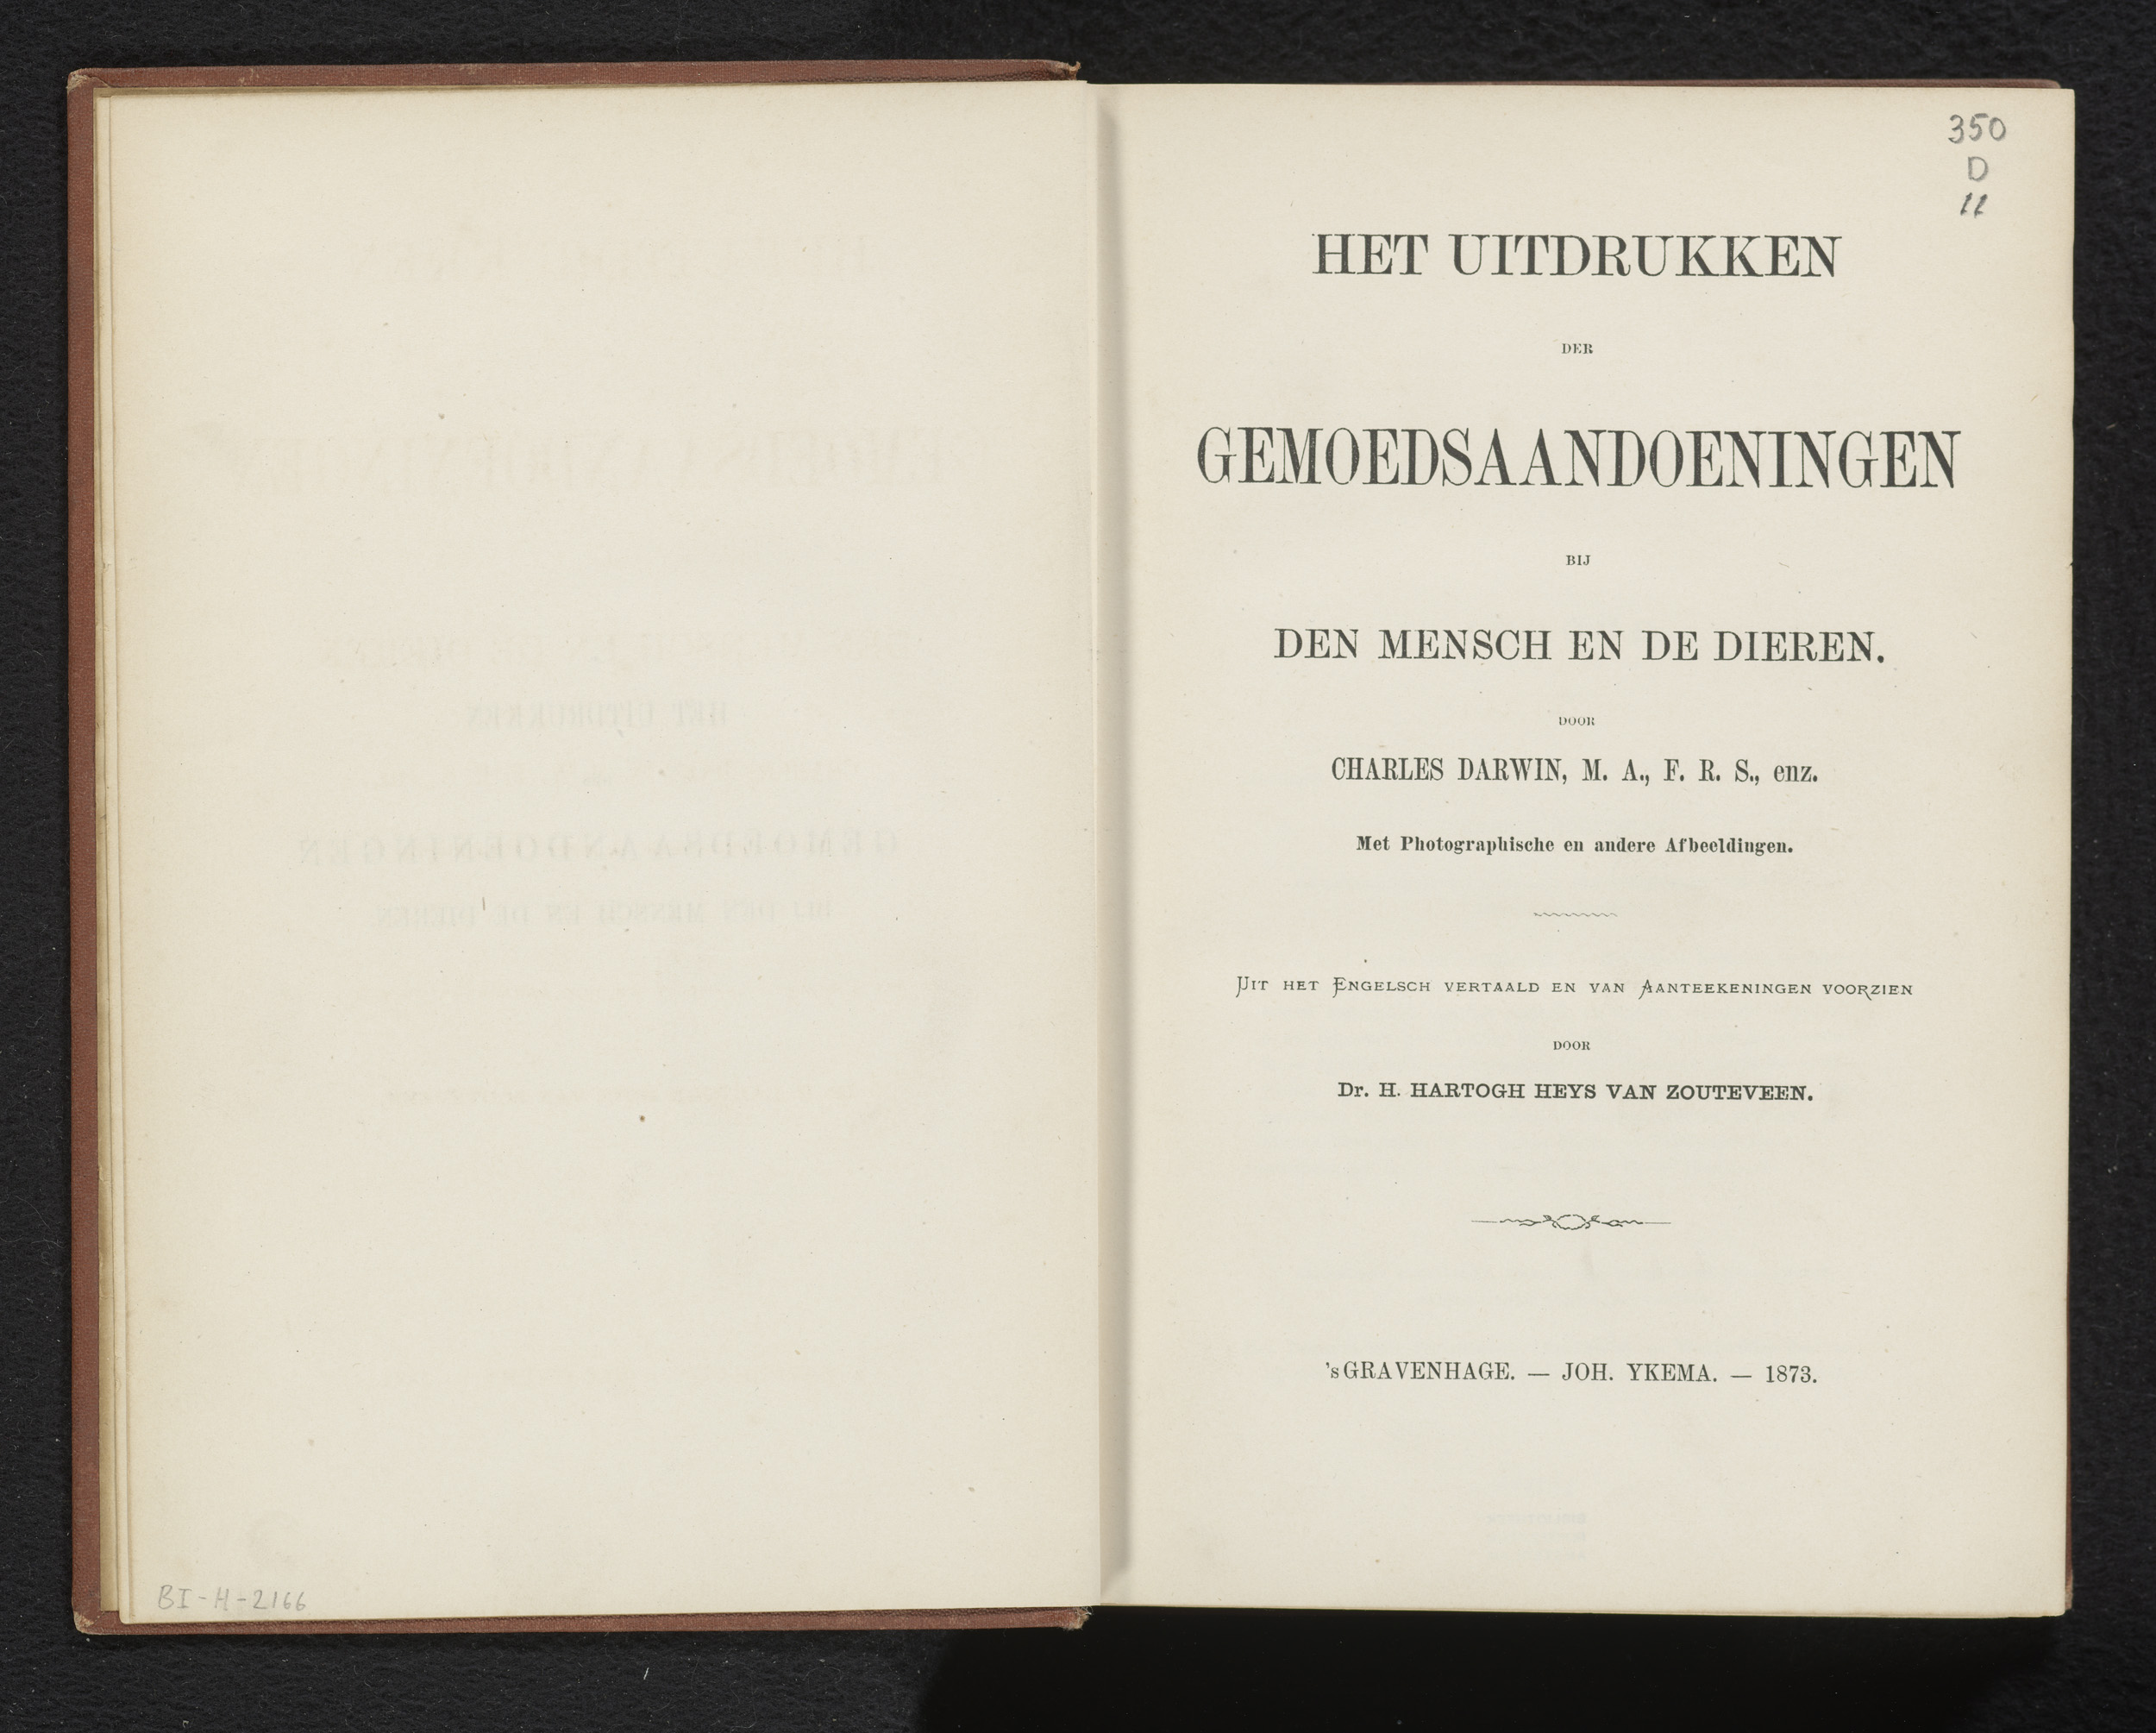 BI-H-2166
350
D
11
HET UITDRUKKEN
DER
GEMOEDSAANDOENINGEN
BIJ
DEN MENSCH EN DE DIEREN.
DOOR
CHARLES DARWIN, M. A., F. R. S., enz.
Met Photographische en andere Afbeeldingen.
UIT HET ENGELSCH VERTAALD EN VAN AANTEEKENINGEN VOORZIEN
DOOR
Dr. H. HARTOGH HEYS VAN ZOUTEVEEN.
'sGRAVENHAGE. — JOH. YKEMA. — 1873.